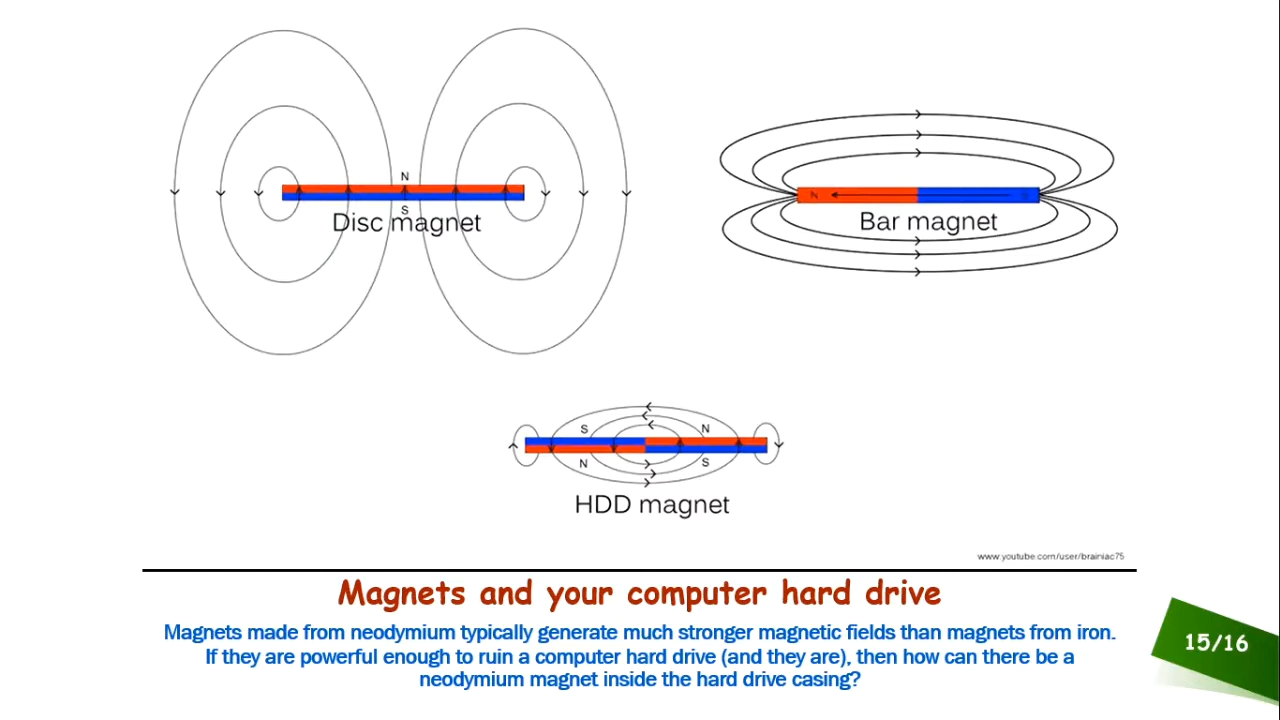 N
S
Disc magnet
N
S
Bar magnet
S
N
N
S
HDD magnet
www.youtube.com/user/brainiac75
Magnets and your computer hard drive
Magnets made from neodymium typically generate much stronger magnetic fields than magnets from iron.
If they are powerful enough to ruin a computer hard drive (and they are), then how can there be a
neodymium magnet inside the hard drive casing?
15/16